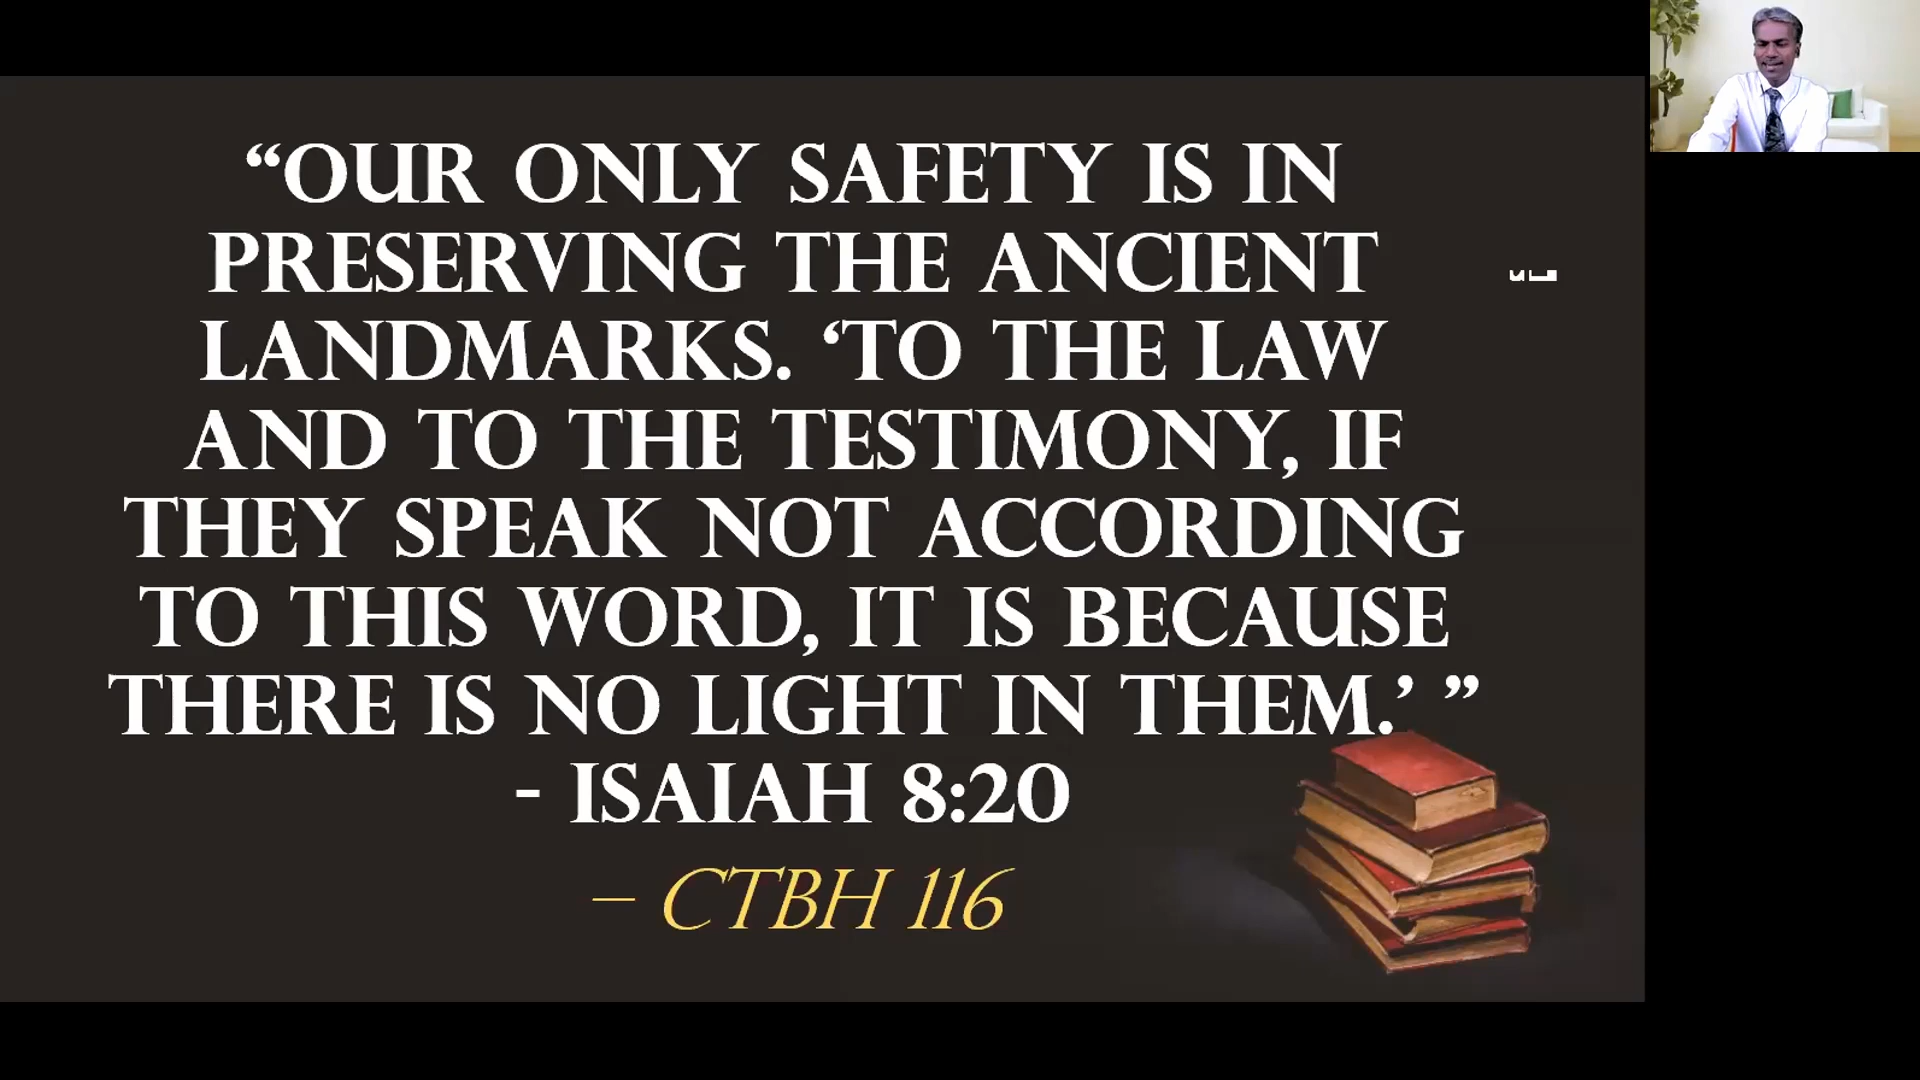 “OUR ONLY SAFETY IS IN
PRESERVING THE ANCIENT
LANDMARKS. ‘TO THE LAW
AND TO THE TESTIMONY, IF
THEY SPEAK NOT ACCORDING
TO THIS WORD, IT IS BECAUSE
THERE IS NO LIGHT IN THEM.’ ”
- ISAIAH 8:20
– CTBH 116